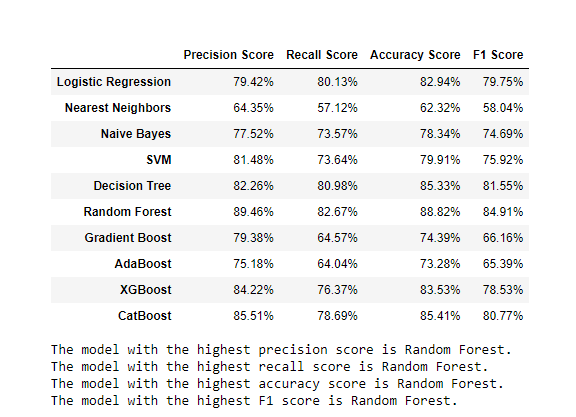 Precision Score Recall Score Accuracy Score F1 Score
Logistic Regression 79.42% 80.13% 82.94% 79.75%
Nearest Neighbors 64.35% 57.12% 62.32% 58.04%
Naive Bayes 77.52% 73.57% 78.34% 74.69%
SVM 81.48% 73.64% 79.91% 75.92%
Decision Tree 82.26% 80.98% 85.33% 81.55%
Random Forest 89.46% 82.67% 88.82% 84.91%
Gradient Boost 79.38% 64.57% 74.39% 66.16%
AdaBoost 75.18% 64.04% 73.28% 65.39%
XGBoost 84.22% 76.37% 83.53% 78.53%
CatBoost 85.51% 78.69% 85.41% 80.77%
The model with the highest precision score is Random Forest.
The model with the highest recall score is Random Forest.
The model with the highest accuracy score is Random Forest.
The model with the highest F1 score is Random Forest.